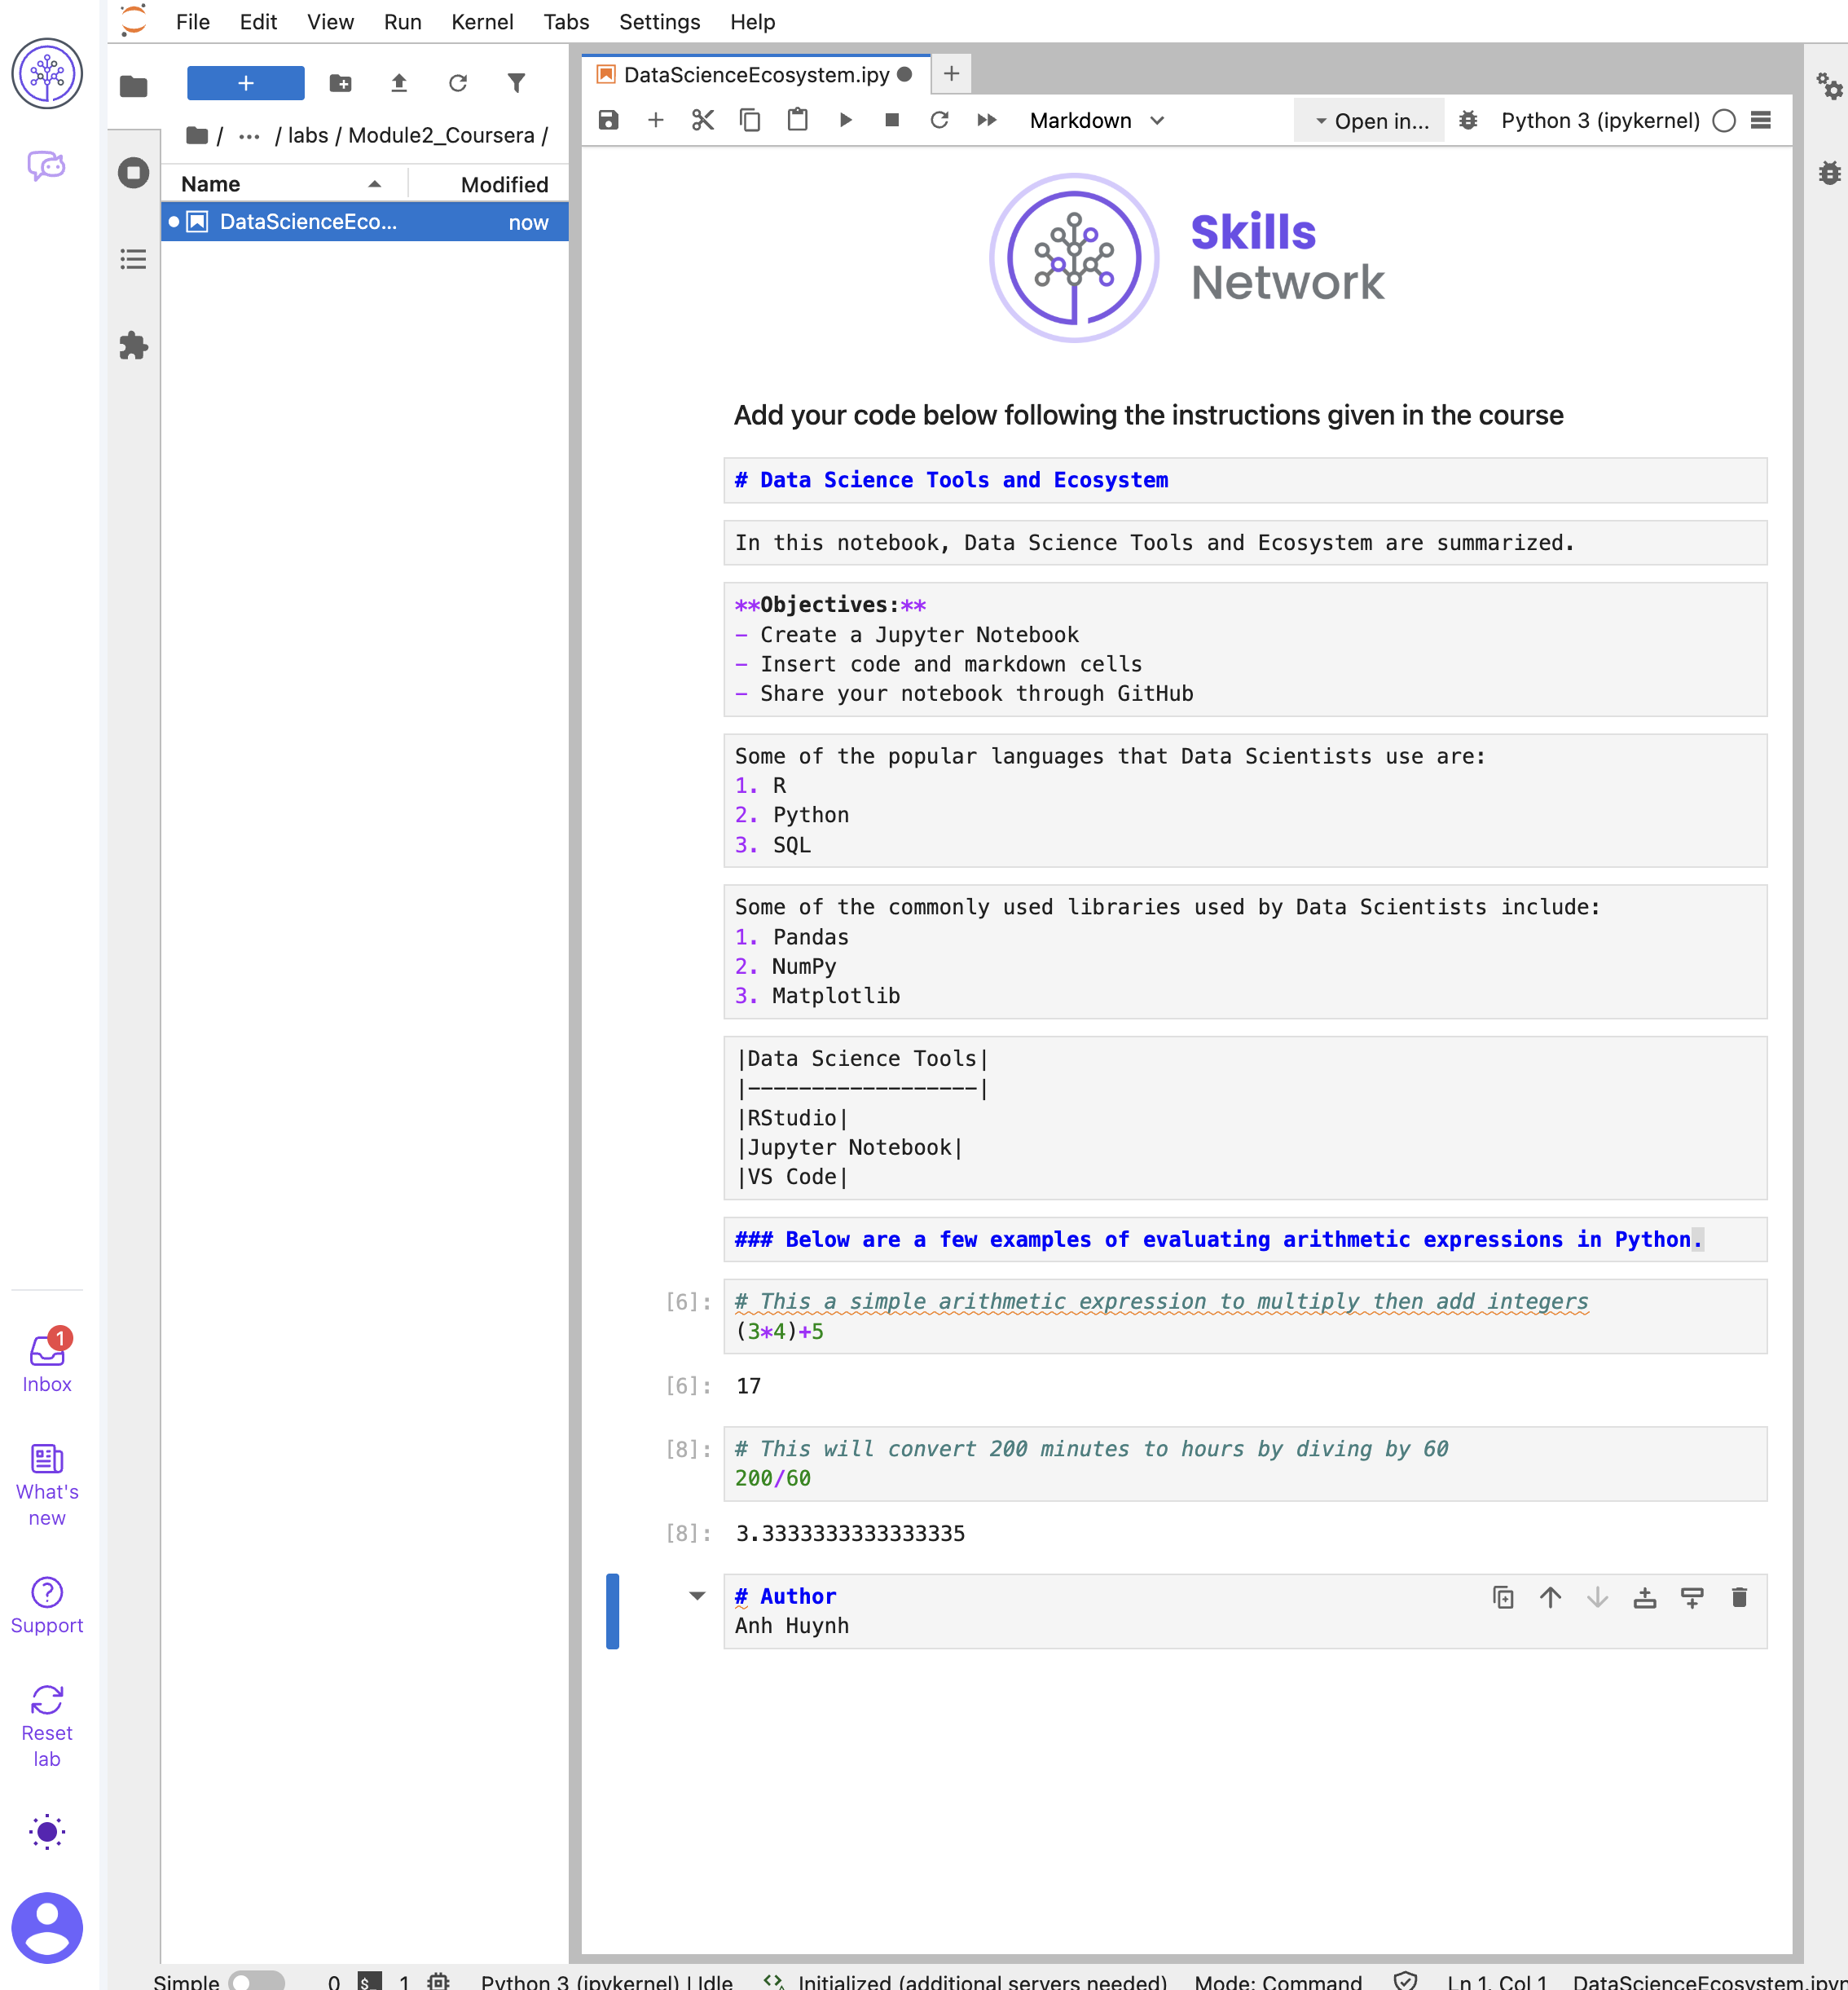 File Edit View Run Kernel Tabs Settings Help
+
/ ... / labs / Module2_Coursera /
Name Modified
DataScienceEco... now
DataScienceEcosystem.ipy
Markdown
Open in...
Python 3 (ipykernel)
Skills
Network
Add your code below following the instructions given in the course
# Data Science Tools and Ecosystem
In this notebook, Data Science Tools and Ecosystem are summarized.
**Objectives:**
- Create a Jupyter Notebook
- Insert code and markdown cells
- Share your notebook through GitHub
Some of the popular languages that Data Scientists use are:
1. R
2. Python
3. SQL
Some of the commonly used libraries used by Data Scientists include:
1. Pandas
2. NumPy
3. Matplotlib
|Data Science Tools|
|------------------|
|RStudio|
|Jupyter Notebook|
|VS Code|
### Below are a few examples of evaluating arithmetic expressions in Python.
[6]: # This a simple arithmetic expression to multiply then add integers
(3*4)+5
[6]: 17
[8]: # This will convert 200 minutes to hours by diving by 60
200/60
[8]: 3.3333333333333335
# Author
Anh Huynh
1
Inbox
What's
new
Support
Reset
lab
Simple 0 $_ 1 Python 3 (ipykernel) | Idle Initialized (additional servers needed) Mode: Command Ln 1, Col 1 DataScienceEcosystem.ipyn